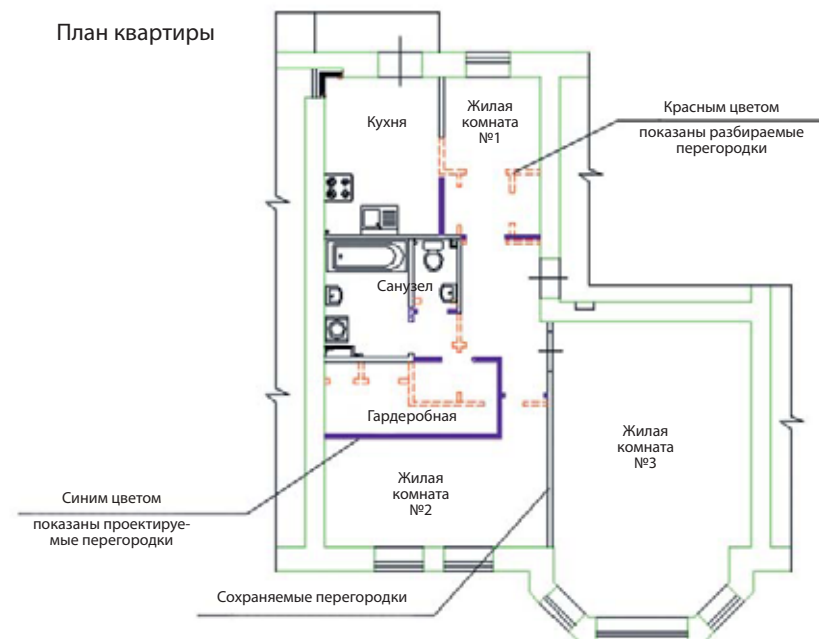 План квартиры
Кухня
Жилая
комната
№1
Красным цветом
показаны разбираемые
перегородки
Санузел
Гардеробная
Жилая
комната
№2
Жилая
комната
№3
Синим цветом
показаны проектируе-
мые перегородки
Сохраняемые перегородки